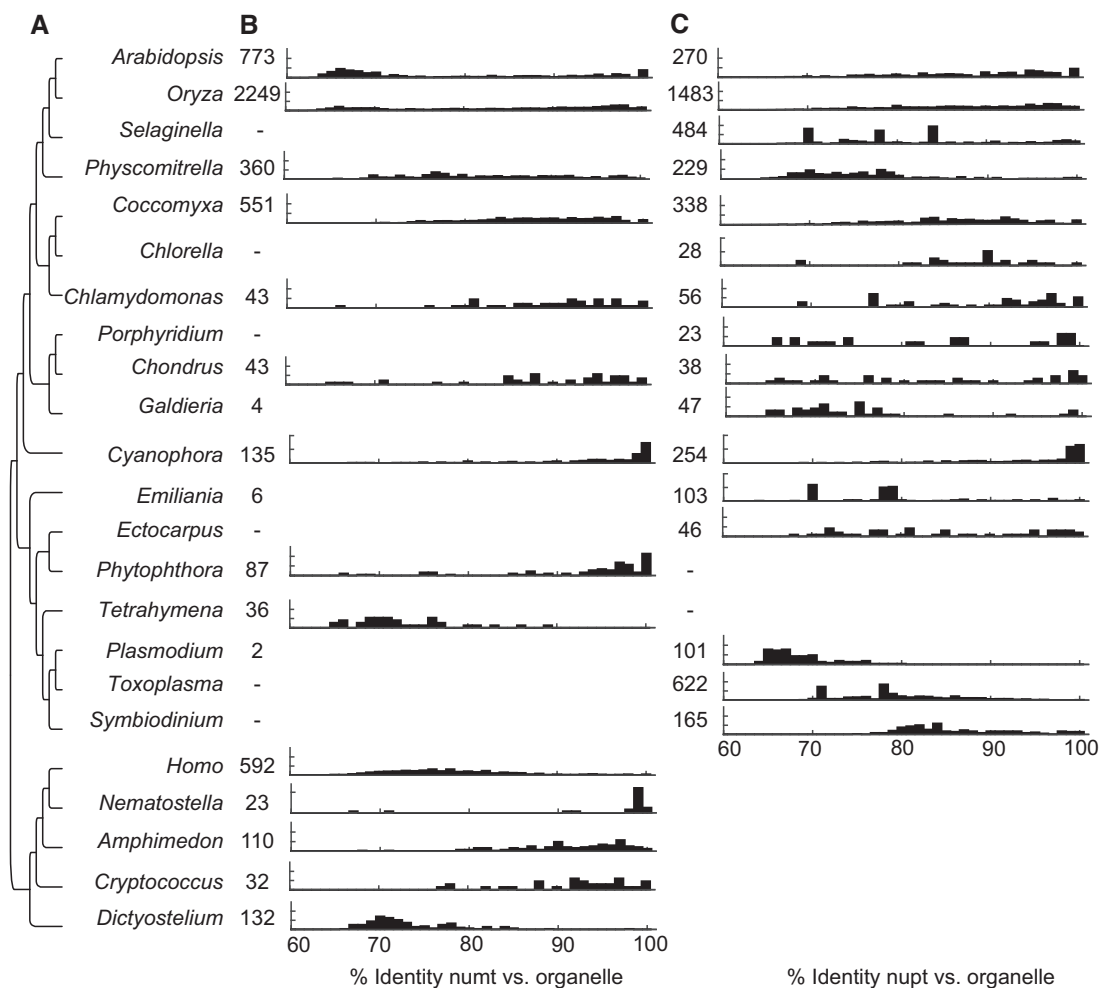 A B C
Arabidopsis 773 270
Oryza 2249 1483
Selaginella - 484
Physcomitrella 360 229
Coccomyxa 551 338
Chlorella - 28
Chlamydomonas 43 56
Porphyridium - 23
Chondrus 43 38
Galdieria 4 47
Cyanophora 135 254
Emiliania 6 103
Ectocarpus - 46
Phytophthora 87 -
Tetrahymena 36 -
Plasmodium 2 101
Toxoplasma - 622
Symbiodinium - 165
60 70 80 90 100
Homo 592
Nematostella 23
Amphimedon 110
Cryptococcus 32
Dictyostelium 132
60 70 80 90 100
% Identity numt vs. organelle % Identity nupt vs. organelle